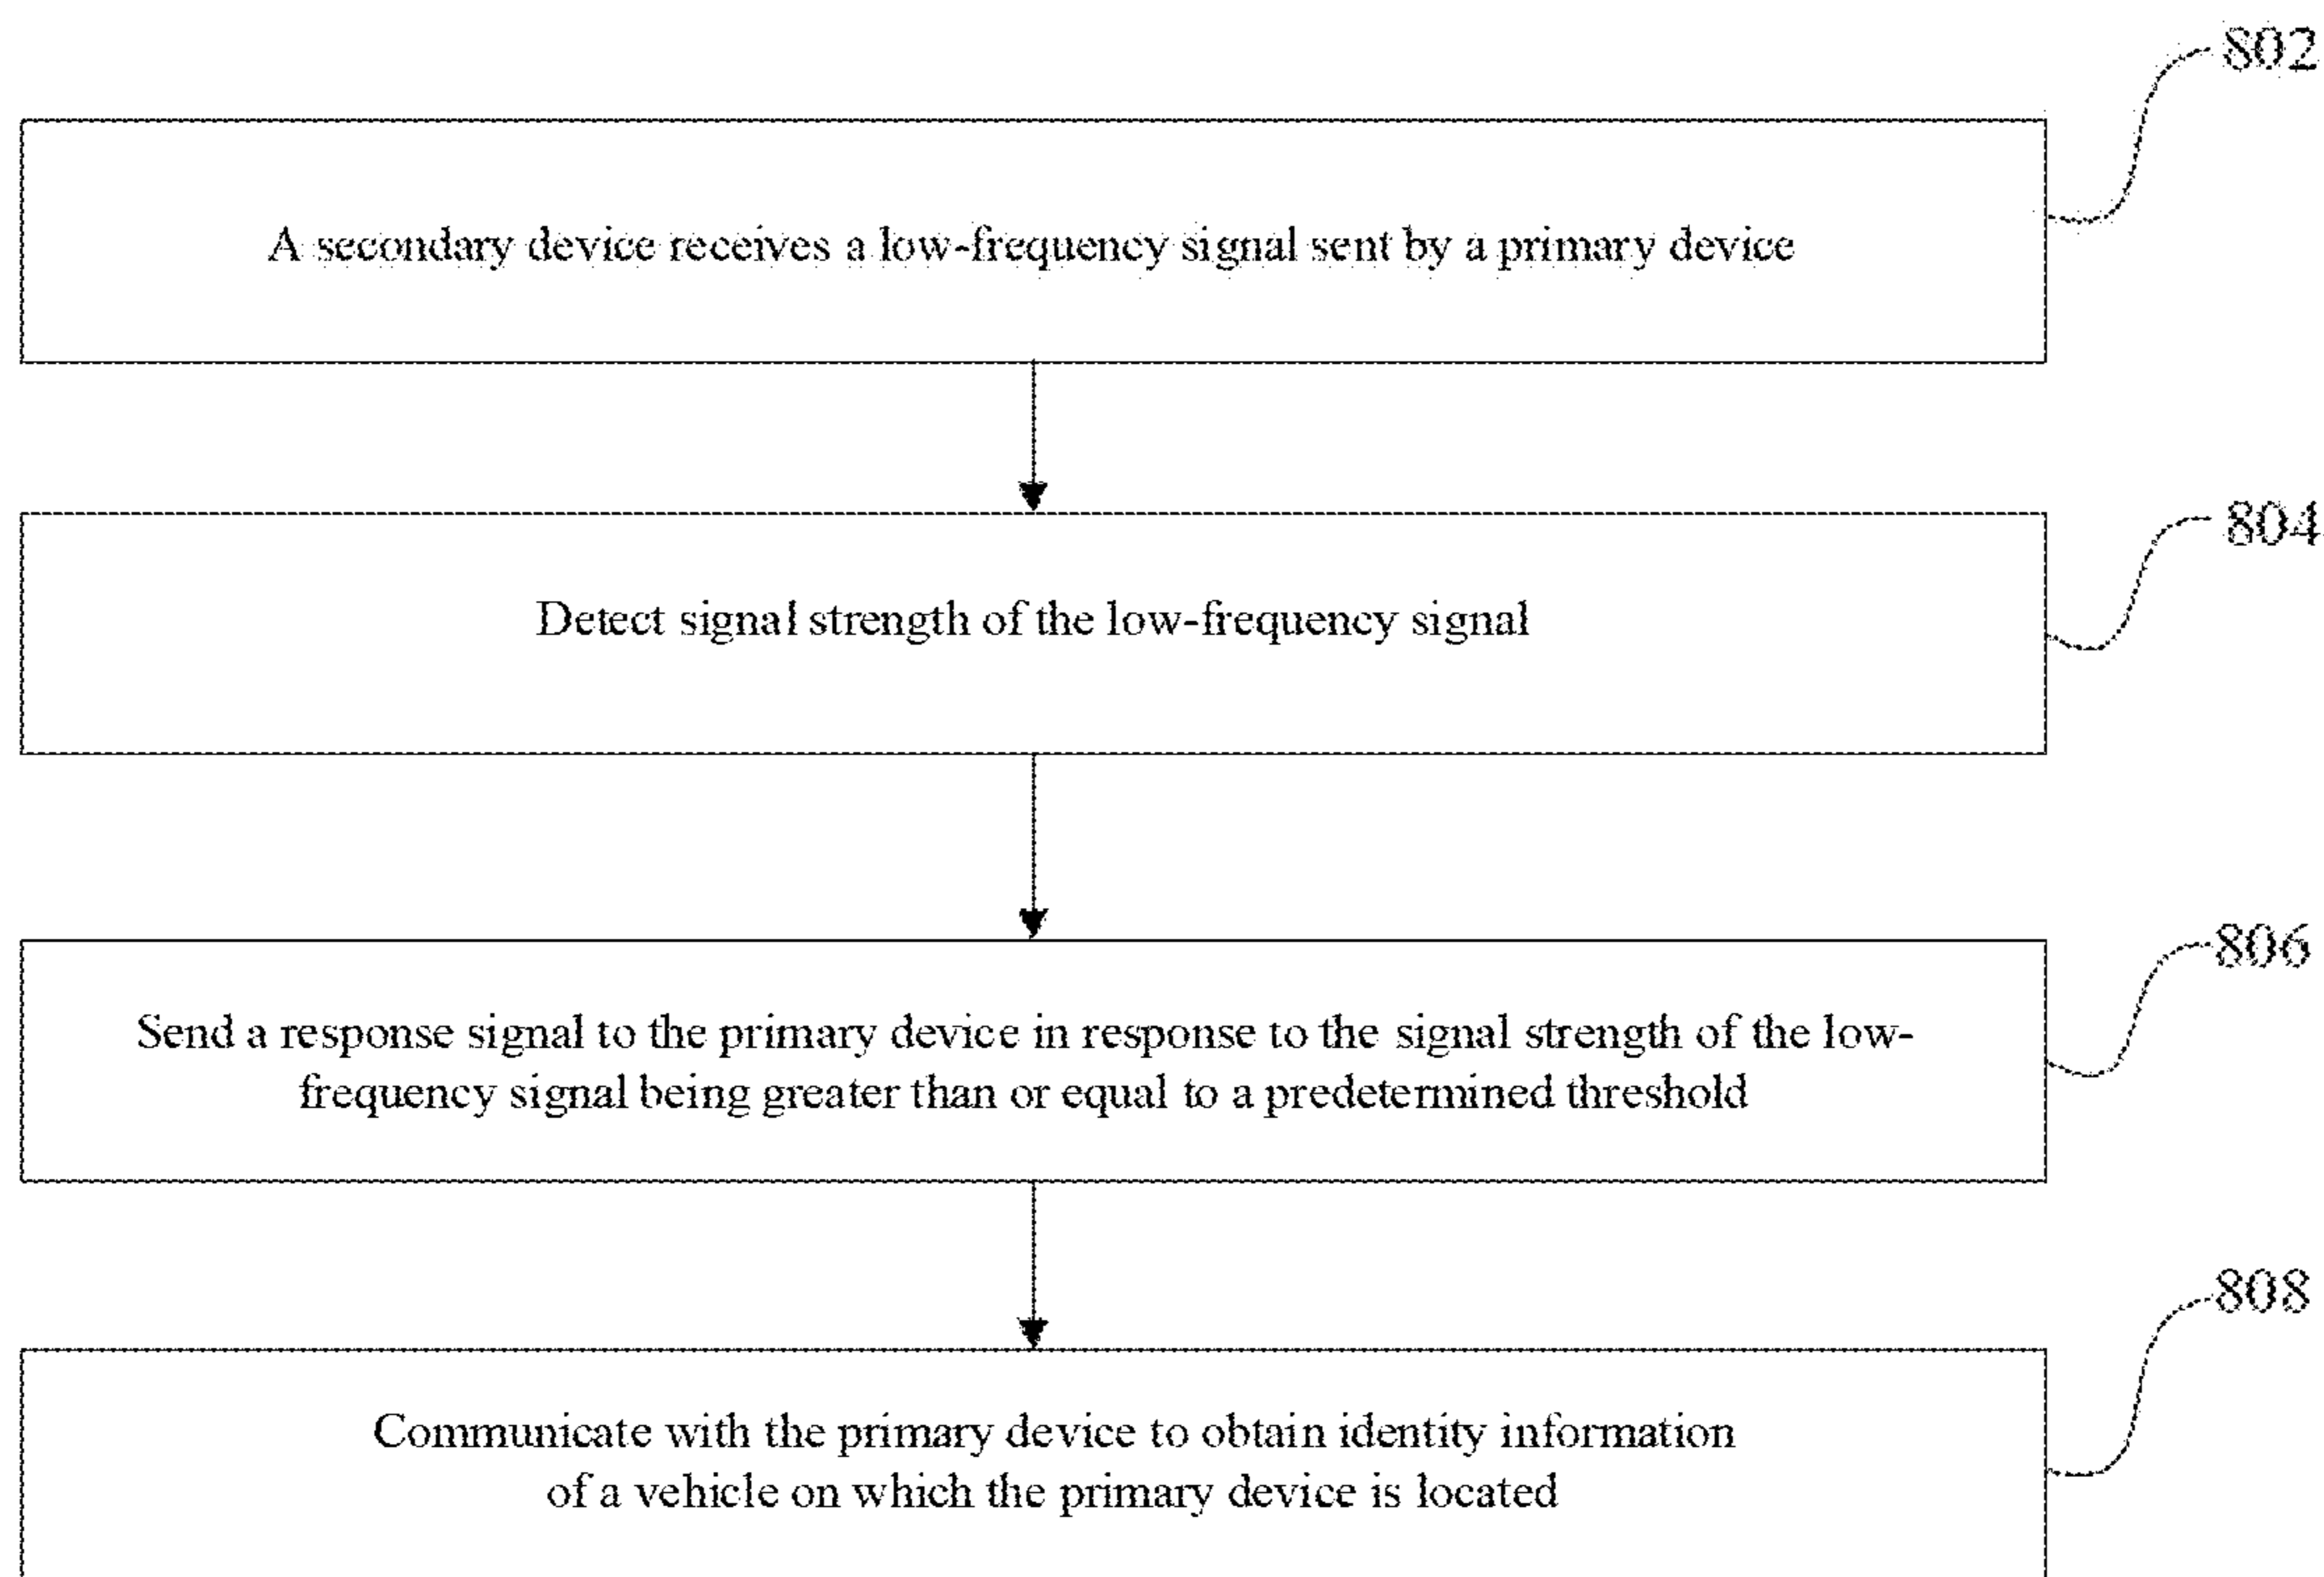 802
A secondary device receives a low-frequency signal sent by a primary device
804
Detect signal strength of the low-frequency signal
806
Send a response signal to the primary device in response to the signal strength of the low-
frequency signal being greater than or equal to a predetermined threshold
808
Communicate with the primary device to obtain identity information
of a vehicle on which the primary device is located